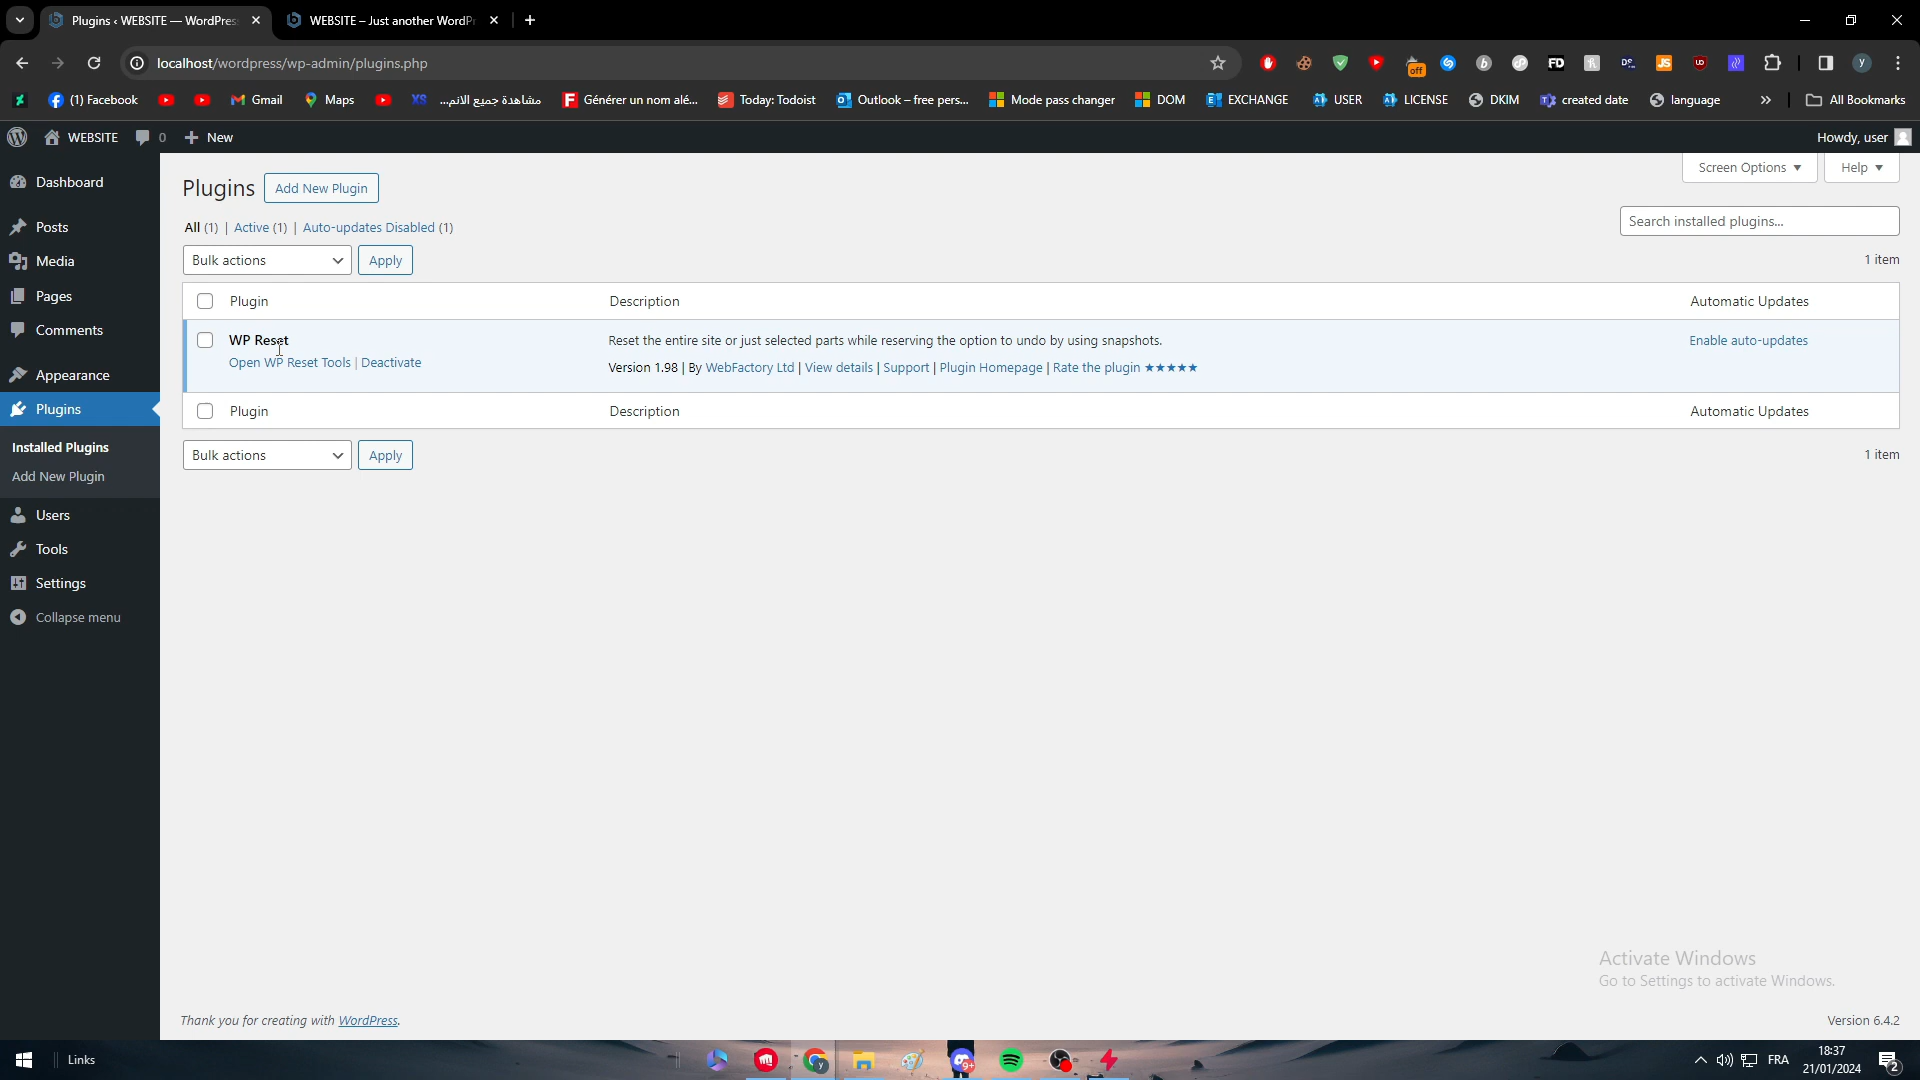 Plugins ‹ WEBSITE — WordPres
WEBSITE – Just another WordP
localhost/wordpress/wp-admin/plugins.php
off
FD
JS
y
(1) Facebook
Gmail
Maps
مشاهدة جميع الانم...
Générer un nom alé...
Today: Todoist
Outlook – free pers...
Mode pass changer
DOM
EXCHANGE
USER
LICENSE
DKIM
created date
language
»
All Bookmarks
WEBSITE
0
New
Howdy, user
Dashboard
Posts
Media
Pages
Comments
Appearance
Plugins
Installed Plugins
Add New Plugin
Users
Tools
Settings
Collapse menu
Screen Options
Help
Plugins
Add New Plugin
All (1) | Active (1) | Auto-updates Disabled (1)
Search installed plugins...
Bulk actions
Apply
1 item
Plugin
Description
Automatic Updates
WP Reset
Open WP Reset Tools | Deactivate
Reset the entire site or just selected parts while reserving the option to undo by using snapshots.
Version 1.98 | By WebFactory Ltd | View details | Support | Plugin Homepage | Rate the plugin ★★★★★
Enable auto-updates
Plugin
Description
Automatic Updates
Bulk actions
Apply
1 item
Activate Windows
Go to Settings to activate Windows.
Thank you for creating with WordPress.
Version 6.4.2
Links
FRA
18:37
21/01/2024
2